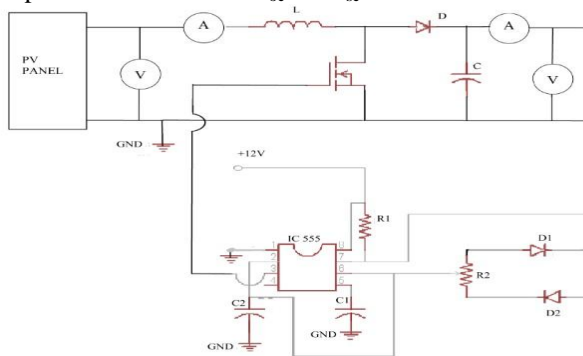 A
L
D
A
PV
PANEL
V
C
V
GND
+12V
R1
IC 555
1
8
2
7
3
6
4
5
D1
R2
D2
C2
C1
GND
GND